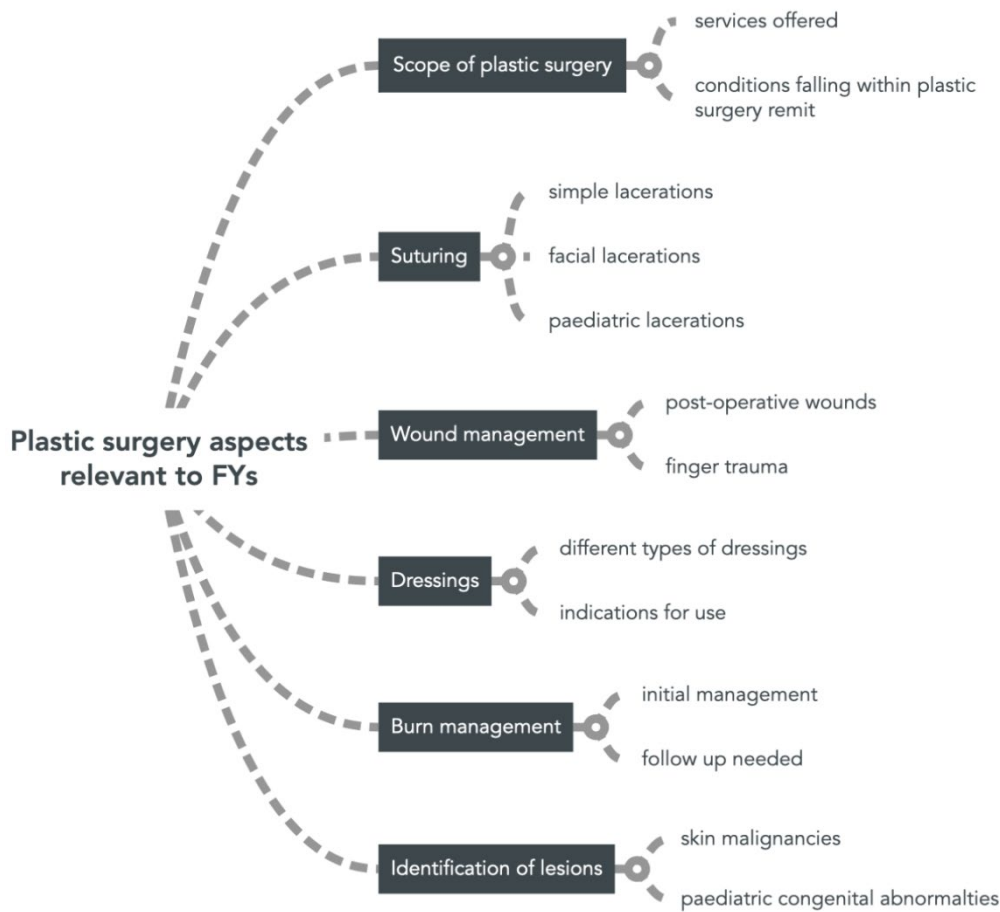 Plastic surgery aspects
relevant to FYs
Scope of plastic surgery
services offered
conditions falling within plastic
surgery remit
Suturing
simple lacerations
facial lacerations
paediatric lacerations
Wound management
post-operative wounds
finger trauma
Dressings
different types of dressings
indications for use
Burn management
initial management
follow up needed
Identification of lesions
skin malignancies
paediatric congenital abnormalties